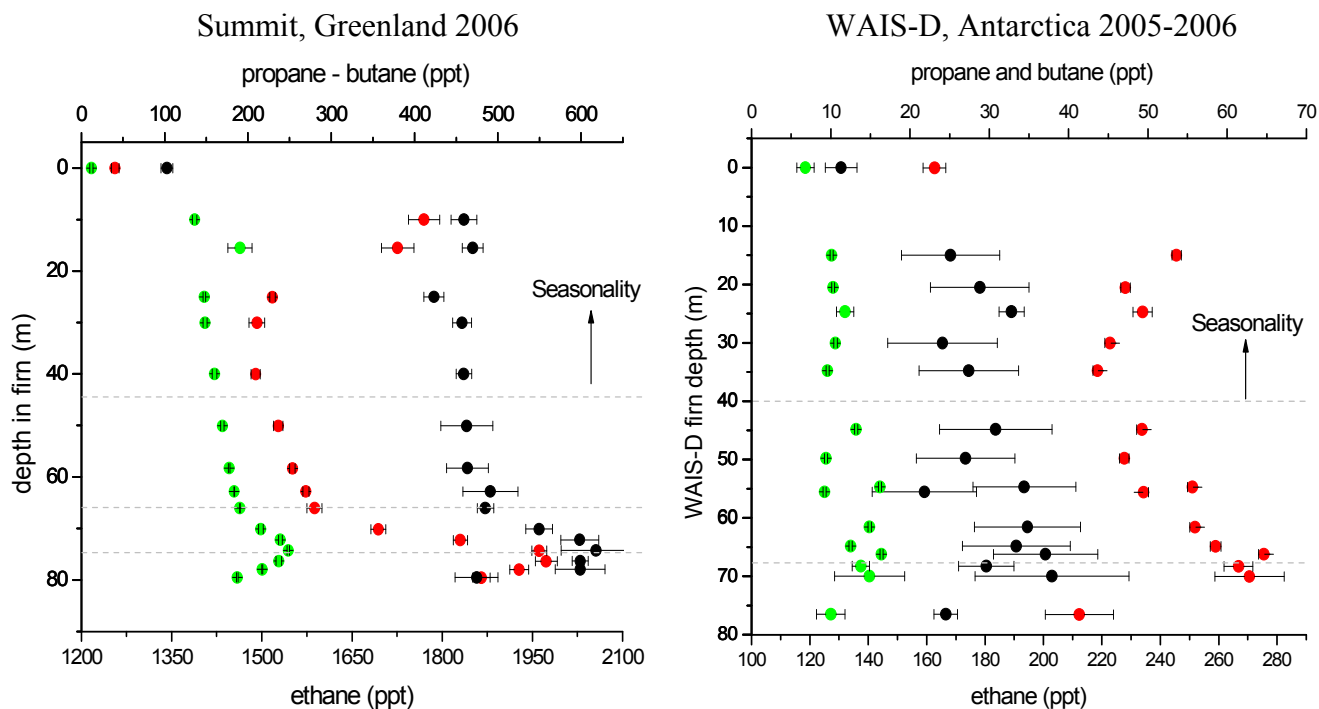 Summit, Greenland 2006
propane - butane (ppt)
0 100 200 300 400 500 600
0
20
40
60
80
depth in firn (m)
Seasonality
1200 1350 1500 1650 1800 1950 2100
ethane (ppt)
WAIS-D, Antarctica 2005-2006
propane and butane (ppt)
0 10 20 30 40 50 60 70
0
10
20
30
40
50
60
70
80
WAIS-D firn depth (m)
Seasonality
100 120 140 160 180 200 220 240 260 280
ethane (ppt)